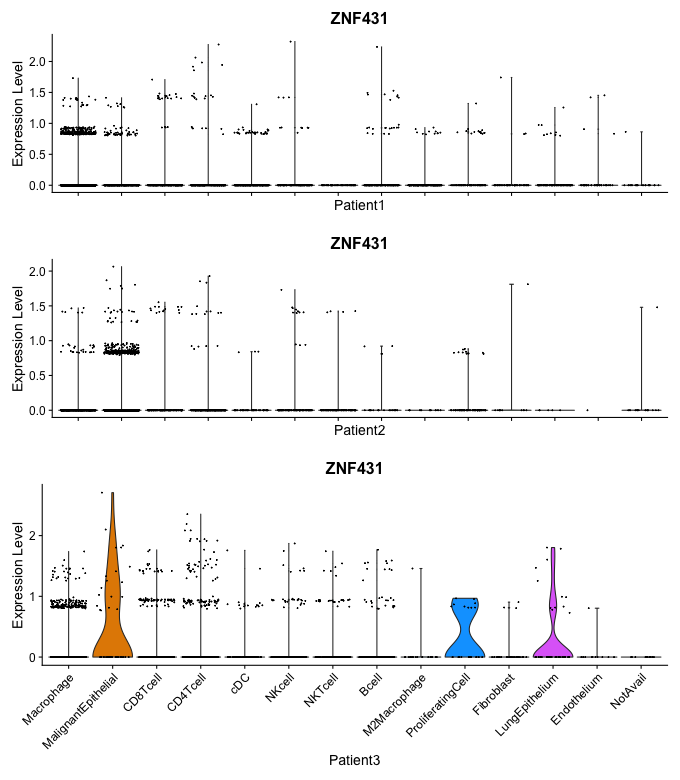 ZNF431
Expression Level
2.0
1.5
1.0
0.5
0.0
Patient1
ZNF431
Expression Level
2.0
1.5
1.0
0.5
0.0
Patient2
ZNF431
Expression Level
2
1
0
Macrophage
MalignantEpithelial
CD8Tcell
CD4Tcell
cDC
NKcell
NKTcell
Bcell
M2Macrophage
ProliferatingCell
Fibroblast
LungEpithelium
Endothelium
NotAvail
Patient3